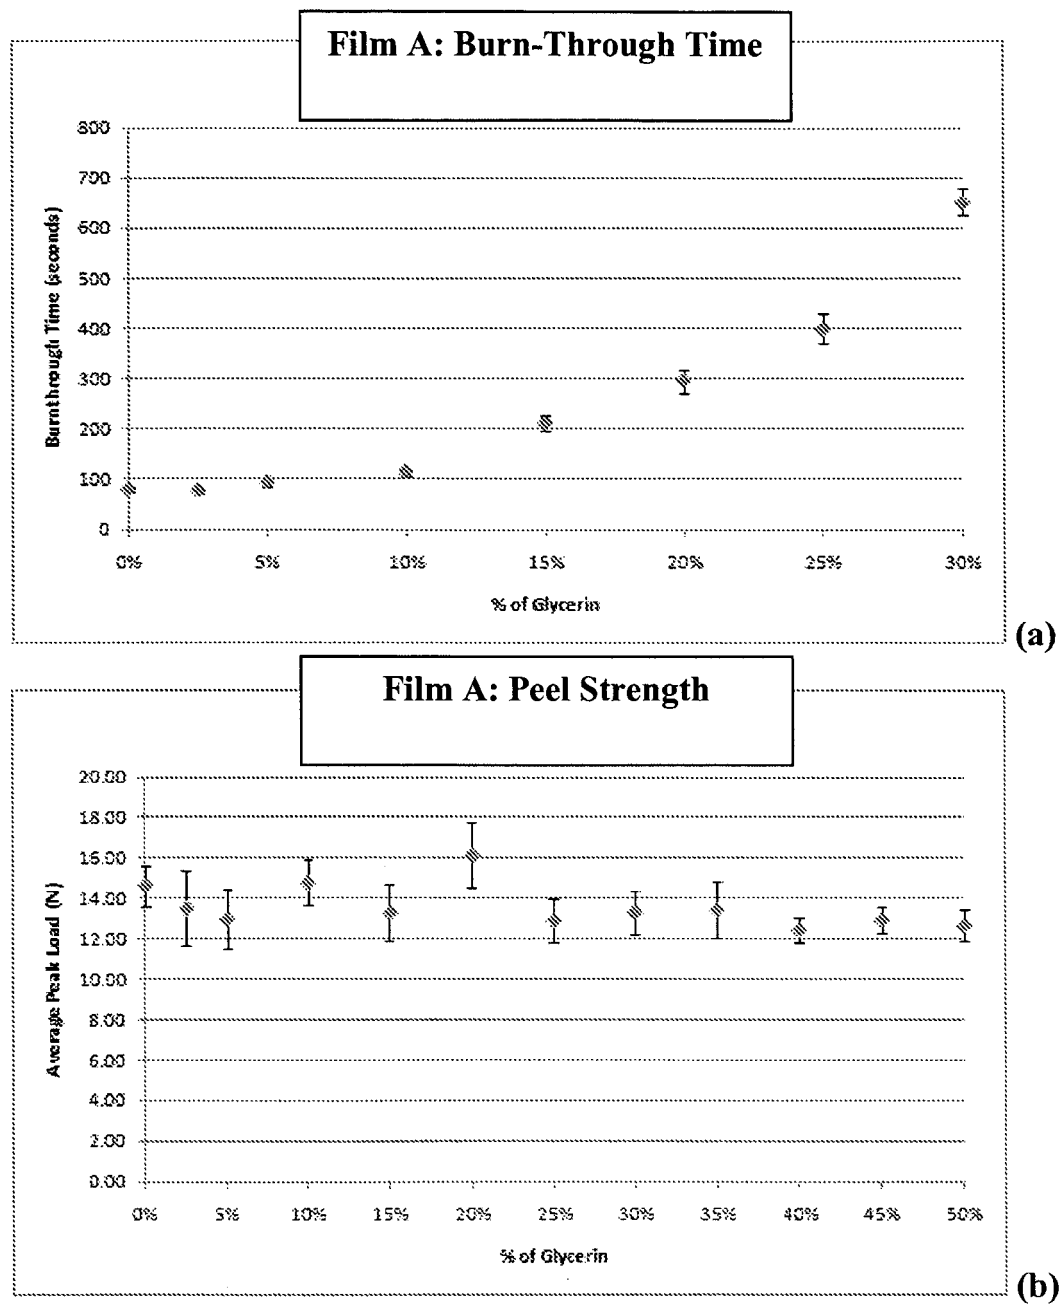 Film A: Burn-Through Time
800
700
600
500
400
300
200
100
0
Burnthrough Time (seconds)
0% 5% 10% 15% 20% 25% 30%
% of Glycerin
(a)
Film A: Peel Strength
20.00
18.00
16.00
14.00
12.00
10.00
8.00
6.00
4.00
2.00
0.00
Average Peak Load (N)
0% 5% 10% 15% 20% 25% 30% 35% 40% 45% 50%
% of Glycerin
(b)